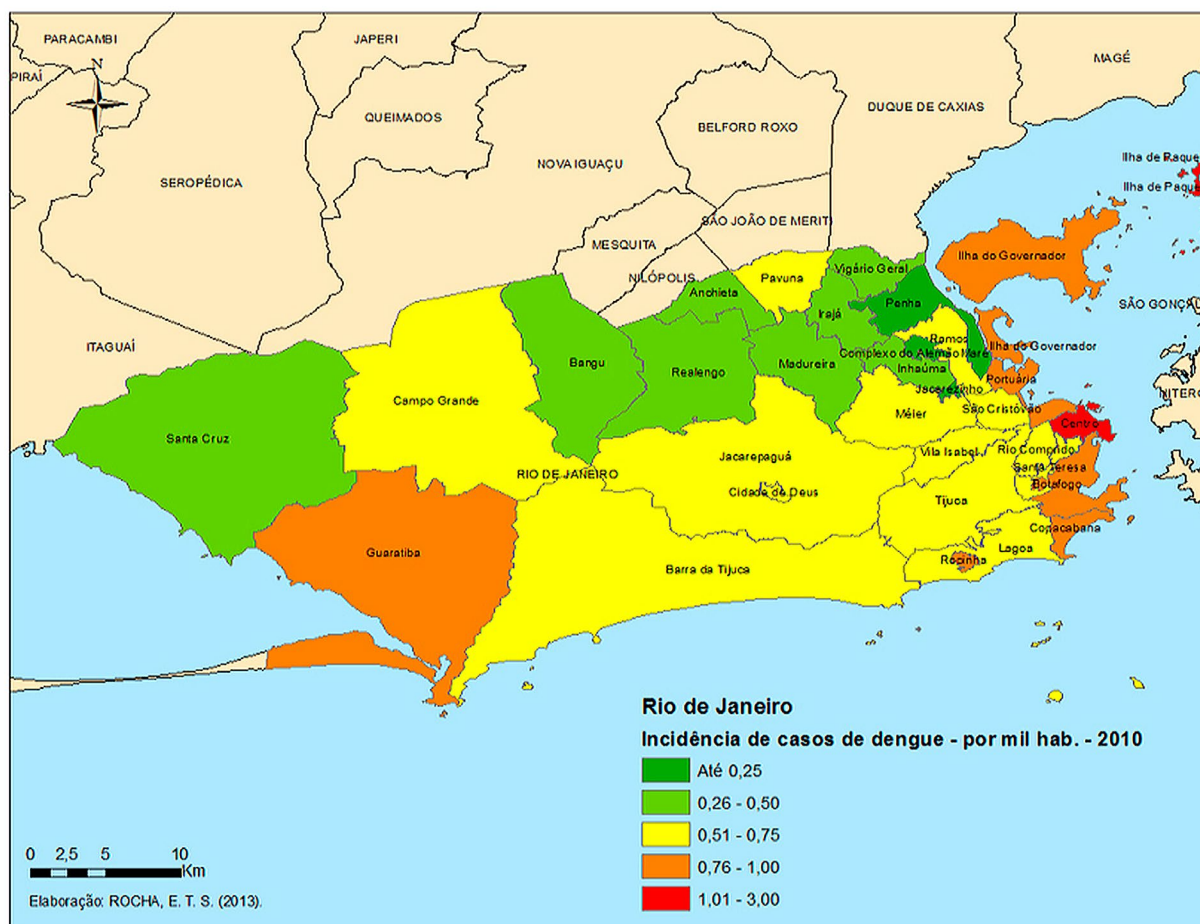 PARACAMBI
JAPERI
MAGÉ
N
PIRAÍ
QUEIMADOS
DUQUE DE CAXIAS
BELFORD ROXO
NOVA IGUAÇU
Ilha de Paque
SEROPÉDICA
Ilha de Paque
SÃO JOÃO DE MERITI
MESQUITA
Ilha do Governador
NILÓPOLIS
Pavuna
Vigário Geral
Anchieta
Penha
SÃO GONÇAL
Irajá
ITAGUAÍ
Ramos
Ilha do Governador
Complexo do Alemão
Maré
Bangu
Madureira
Inhaúma
Realengo
Portuária
Jacarezinho
NITERÓ
Campo Grande
Méier
São Cristóvão
Centro
Santa Cruz
Vila Isabel
Rio Comprido
Jacarepaguá
Santa Teresa
RIO DE JANEIRO
Botafogo
Cidade de Deus
Tijuca
Copacabana
Guaratiba
Lagoa
Rocinha
Barra da Tijuca
Rio de Janeiro
Incidência de casos de dengue - por mil hab. - 2010
Até 0,25
0,26 - 0,50
0,51 - 0,75
0,76 - 1,00
1,01 - 3,00
0 2,5 5 10
Km
Elaboração: ROCHA, E. T. S. (2013).